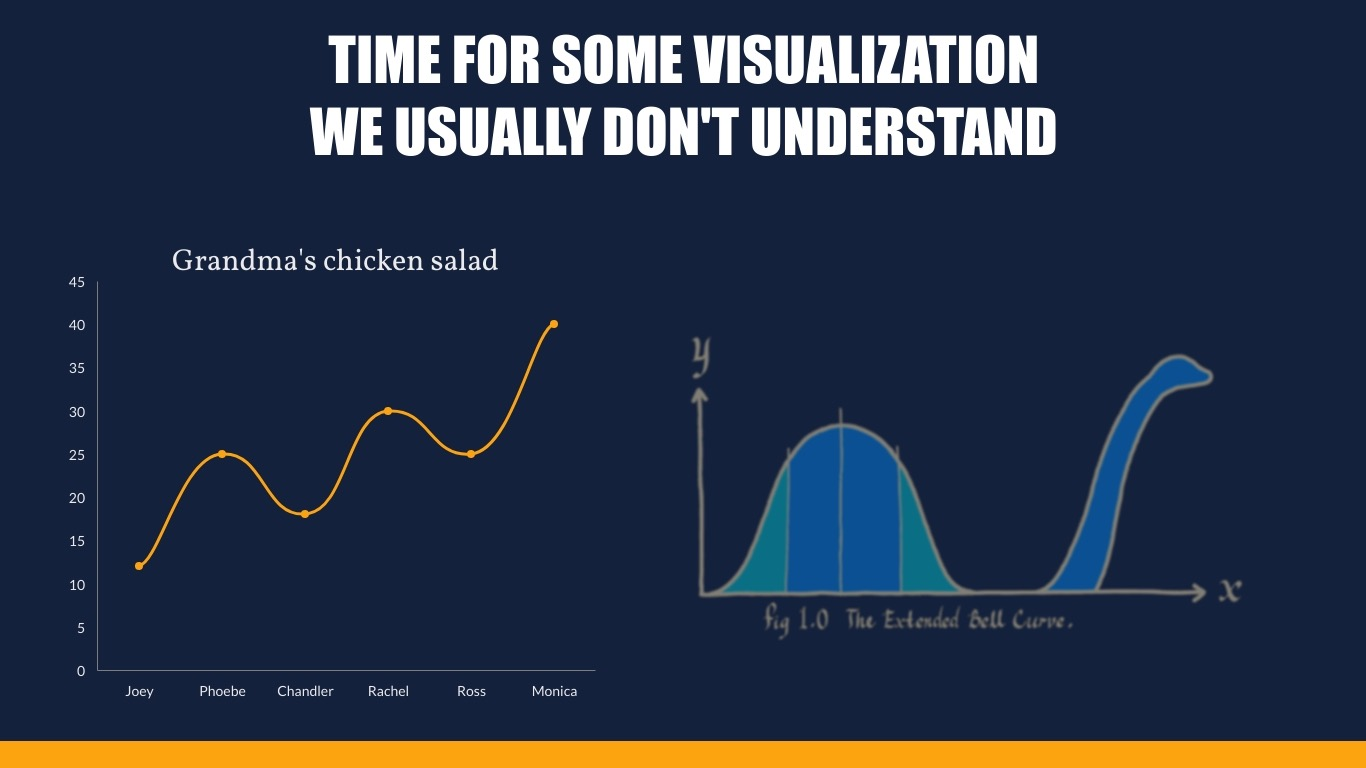 TIME FOR SOME VISUALIZATION
WE USUALLY DON'T UNDERSTAND
Grandma's chicken salad
45
40
35
30
25
20
15
10
5
0
Joey Phoebe Chandler Rachel Ross Monica
y
x
fig 1.0 The Extended Bell Curve.